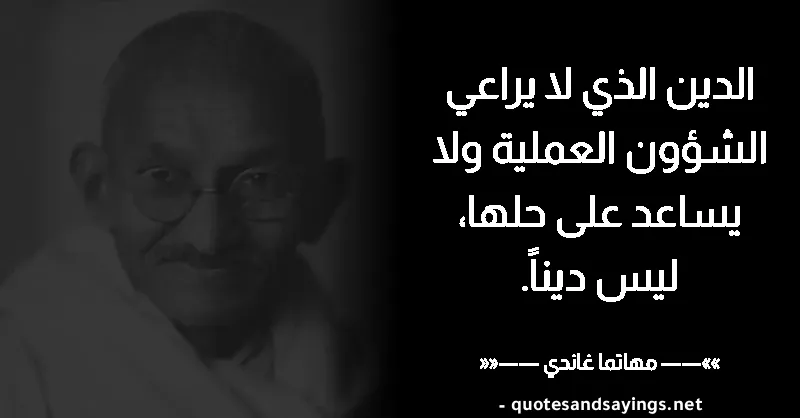 الدين الذي لا يراعي
الشؤون العملية ولا
يساعد على حلها،
ليس ديناً.
»»—— مهاتما غاندي ——««
- quotesandsayings.net